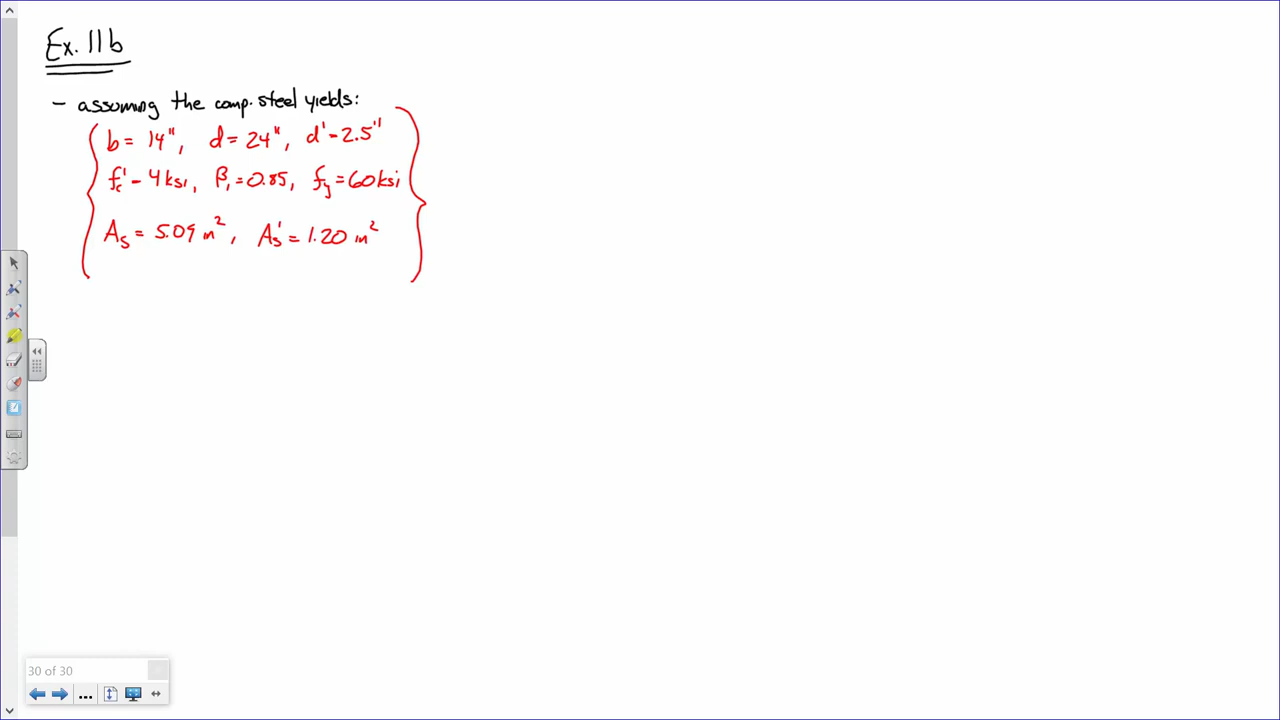 Ex. 11b
- assuming the comp. steel yields:
b = 14", d = 24", d' = 2.5"
f'c = 4 ksi, β1 = 0.85, fy = 60 ksi
As = 5.09 in², As' = 1.20 in²
30 of 30